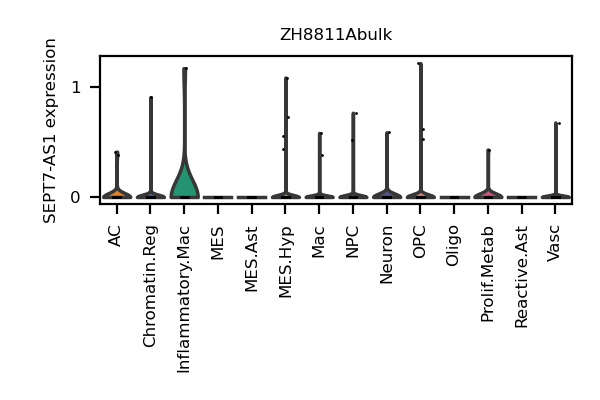 ZH8811Abulk
SEPT7-AS1 expression
1
0
AC
Chromatin.Reg
Inflammatory.Mac
MES
MES.Ast
MES.Hyp
Mac
NPC
Neuron
OPC
Oligo
Prolif.Metab
Reactive.Ast
Vasc